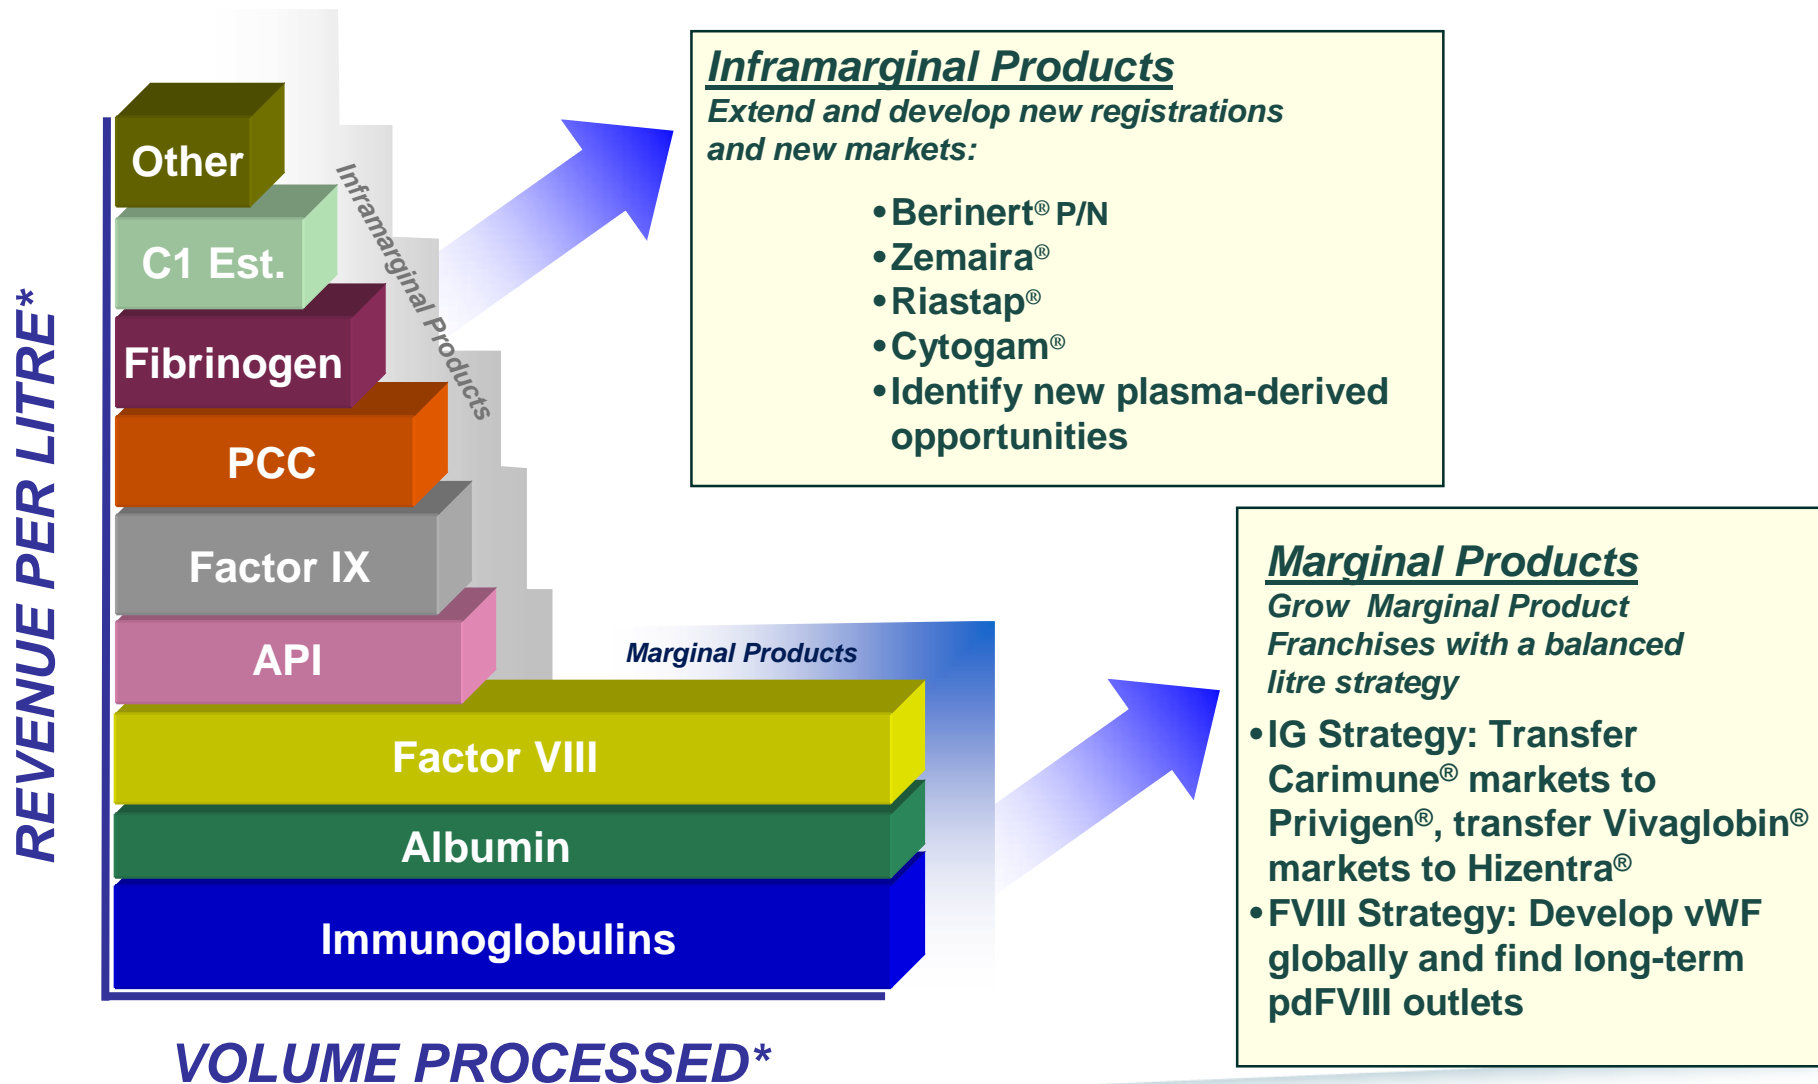 REVENUE PER LITRE*
Other
C1 Est.
Fibrinogen
PCC
Factor IX
API
Factor VIII
Albumin
Immunoglobulins
VOLUME PROCESSED*
Inframarginal Products
Marginal Products
Inframarginal Products
Extend and develop new registrations
and new markets:
•Berinert® P/N
•Zemaira®
•Riastap®
•Cytogam®
•Identify new plasma-derived
opportunities
Marginal Products
Grow Marginal Product
Franchises with a balanced
litre strategy
•IG Strategy: Transfer
Carimune® markets to
Privigen®, transfer Vivaglobin®
markets to Hizentra®
•FVIII Strategy: Develop vWF
globally and find long-term
pdFVIII outlets